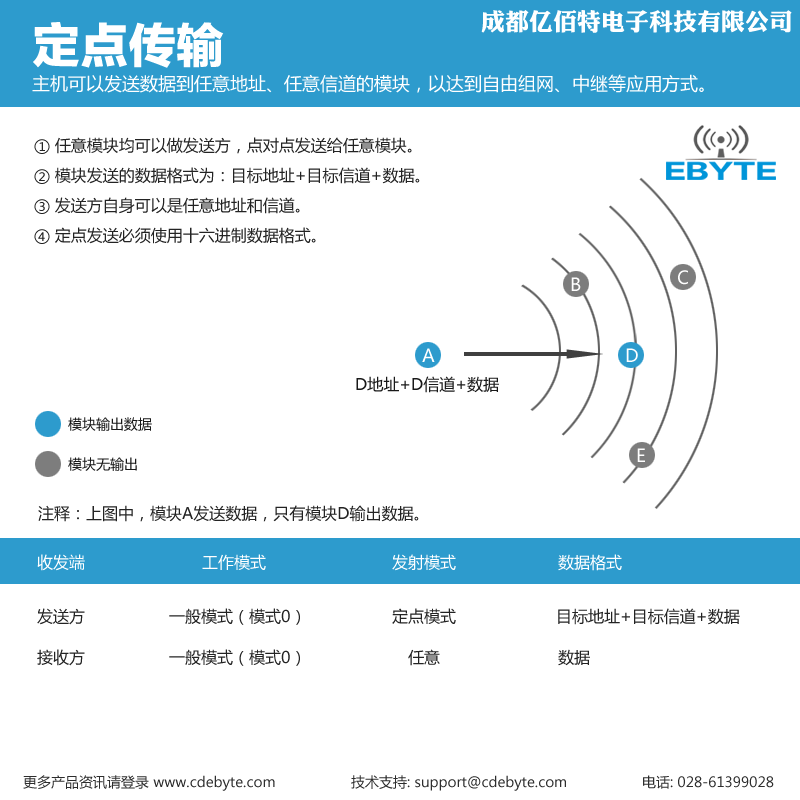 成都亿佰特电子科技有限公司
定点传输
主机可以发送数据到任意地址、任意信道的模块，以达到自由组网、中继等应用方式。
① 任意模块均可以做发送方，点对点发送给任意模块。
② 模块发送的数据格式为：目标地址+目标信道+数据。
③ 发送方自身可以是任意地址和信道。
④ 定点发送必须使用十六进制数据格式。
EBYTE
B
C
A
D
D地址+D信道+数据
E
模块输出数据
模块无输出
注释：上图中，模块A发送数据，只有模块D输出数据。
收发端 工作模式 发射模式 数据格式
发送方 一般模式（模式0） 定点模式 目标地址+目标信道+数据
接收方 一般模式（模式0） 任意 数据
更多产品资讯请登录 www.cdebyte.com 技术支持: support@cdebyte.com 电话: 028-61399028